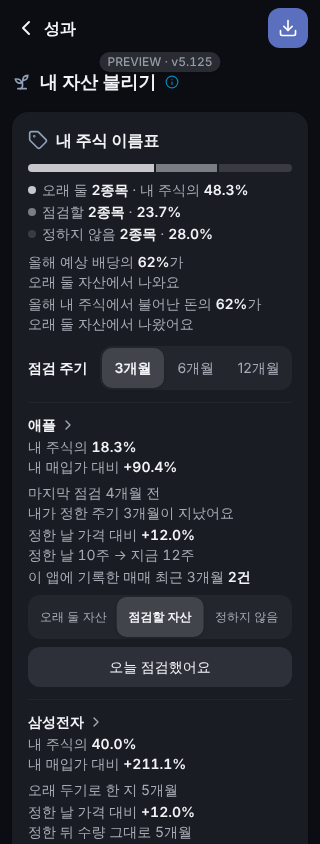 성과
PREVIEW · v5.125
내 자산 불리기
내 주식 이름표
오래 둘 2종목 · 내 주식의 48.3%
점검할 2종목 · 23.7%
정하지 않음 2종목 · 28.0%
올해 예상 배당의 62%가
오래 둘 자산에서 나와요
올해 내 주식에서 불어난 돈의 62%가
오래 둘 자산에서 나왔어요
점검 주기 3개월 6개월 12개월
애플
내 주식의 18.3%
내 매입가 대비 +90.4%
마지막 점검 4개월 전
내가 정한 주기 3개월이 지났어요
정한 날 가격 대비 +12.0%
정한 날 10주 → 지금 12주
이 앱에 기록한 매매 최근 3개월 2건
오래 둘 자산 점검할 자산 정하지 않음
오늘 점검했어요
삼성전자
내 주식의 40.0%
내 매입가 대비 +211.1%
오래 두기로 한 지 5개월
정한 날 가격 대비 +12.0%
정한 뒤 수량 그대로 5개월